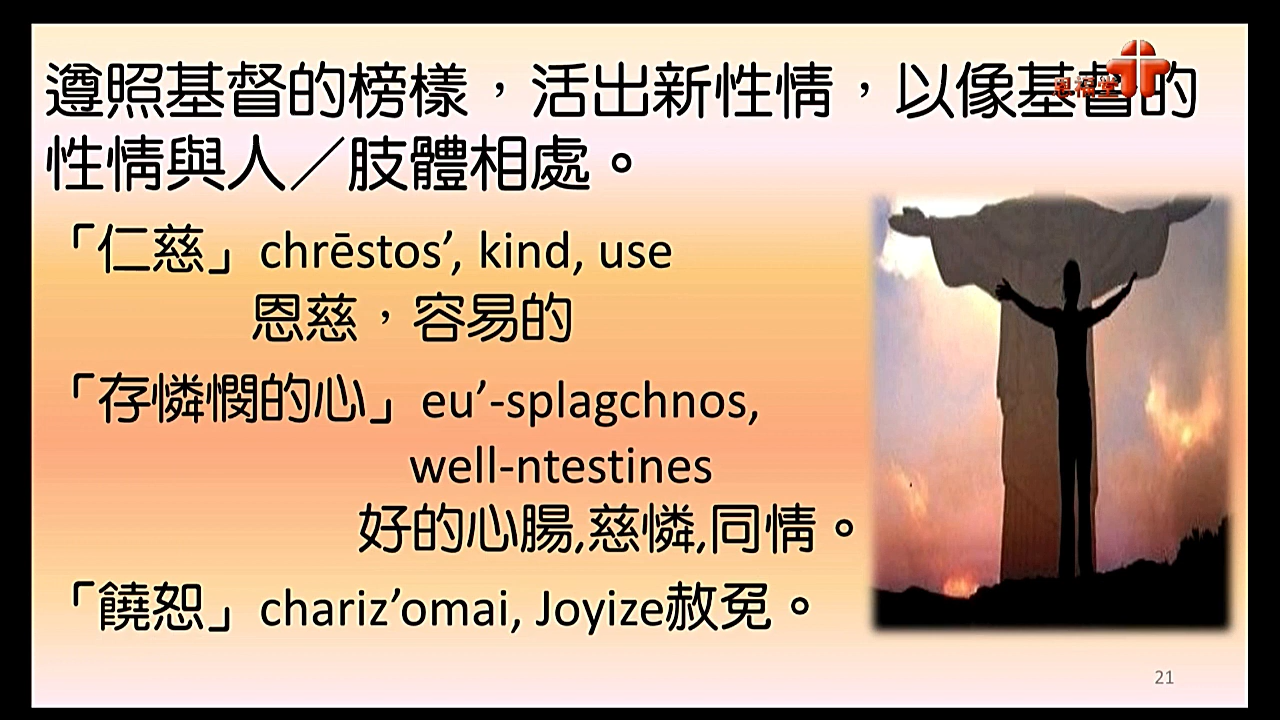 遵照基督的榜樣，活出新性情，以像基督的
性情與人／肢體相處。
恩福堂
「仁慈」chrēstos’, kind, use
恩慈，容易的
「存憐憫的心」eu’-splagchnos,
well-ntestines
好的心腸,慈憐,同情。
「饒恕」chariz’omai, Joyize赦免。
21